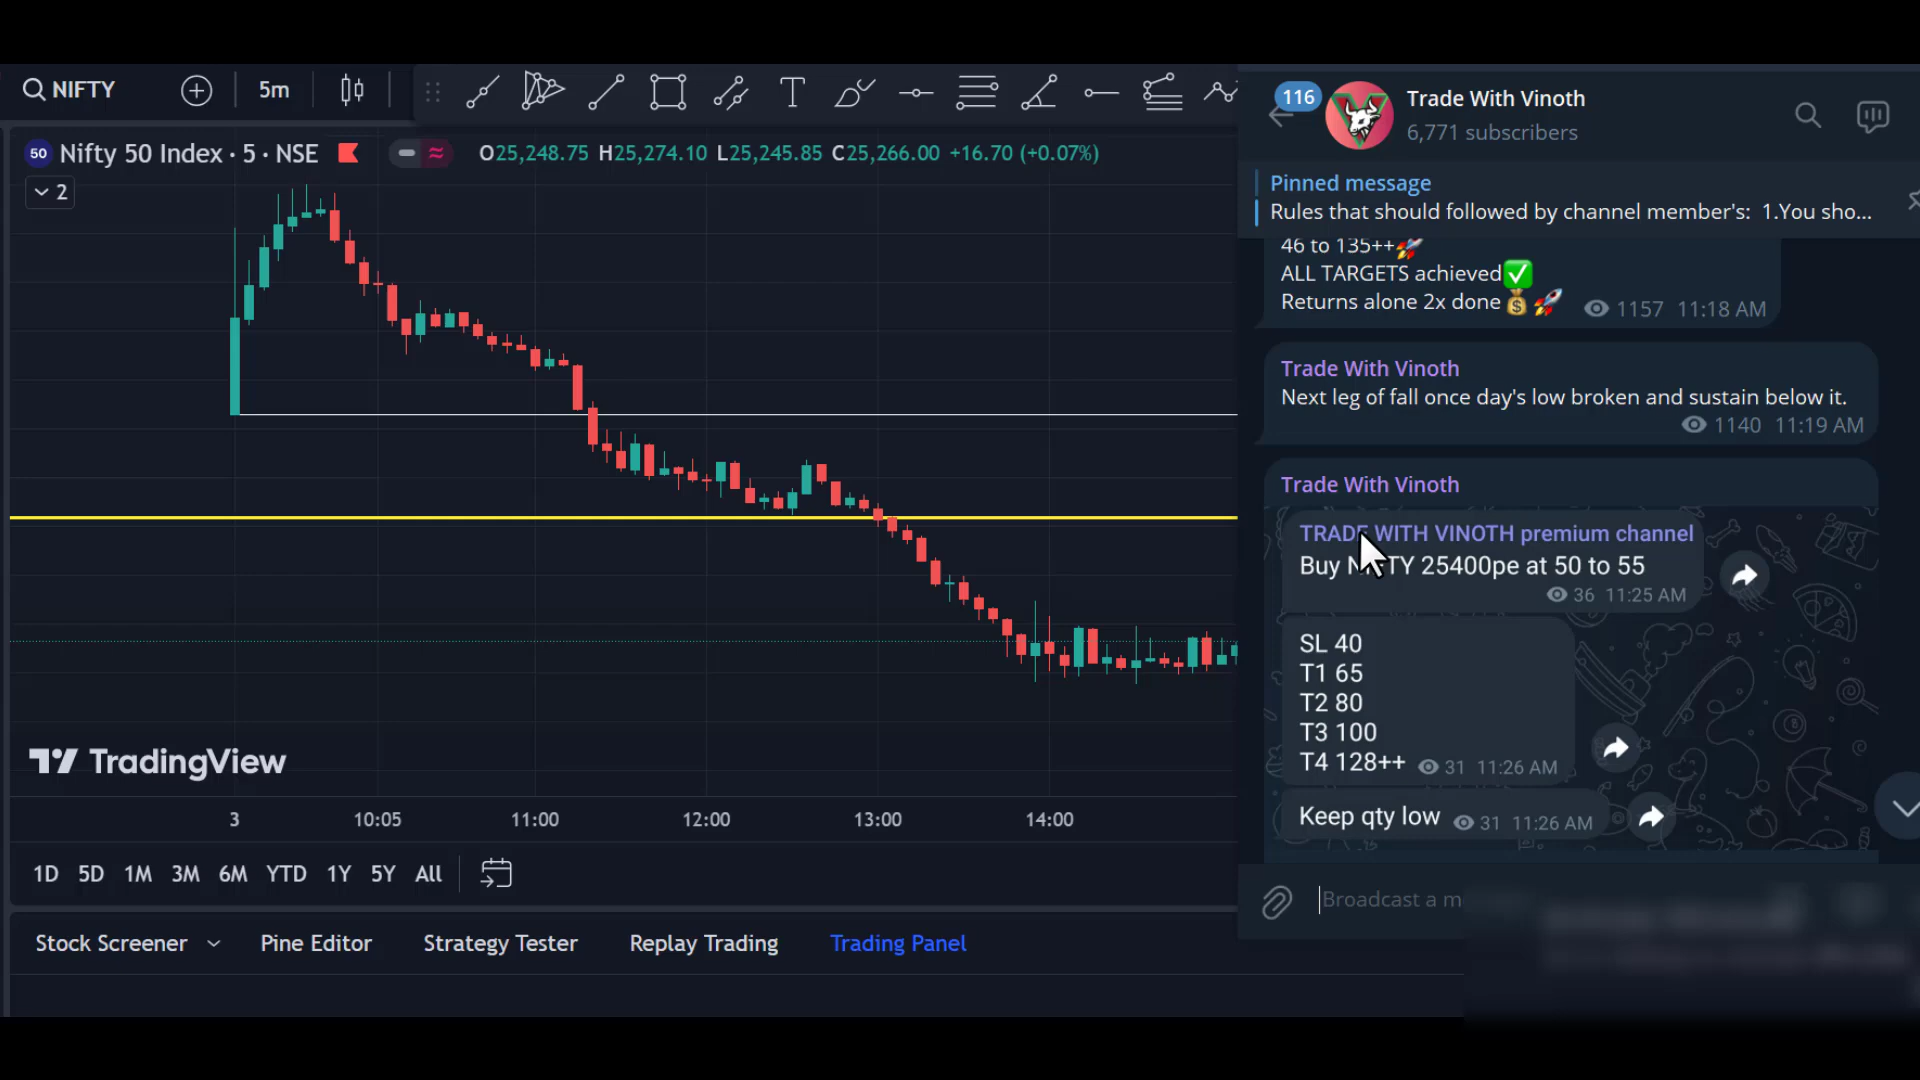 NIFTY
5m
50 Nifty 50 Index · 5 · NSE
O25,248.75 H25,274.10 L25,245.85 C25,266.00 +16.70 (+0.07%)
2
TradingView
3 10:05 11:00 12:00 13:00 14:00
1D 5D 1M 3M 6M YTD 1Y 5Y All
Stock Screener Pine Editor Strategy Tester Replay Trading Trading Panel
116
Trade With Vinoth
6,771 subscribers
Pinned message
Rules that should followed by channel member's: 1.You sho...
46 to 135++🚀
ALL TARGETS achieved✅
Returns alone 2x done💰🚀 1157 11:18 AM
Trade With Vinoth
Next leg of fall once day's low broken and sustain below it.
1140 11:19 AM
Trade With Vinoth
TRADE WITH VINOTH premium channel
Buy NIFTY 25400pe at 50 to 55
36 11:25 AM
SL 40
T1 65
T2 80
T3 100
T4 128++ 31 11:26 AM
Keep qty low 31 11:26 AM
Broadcast a m